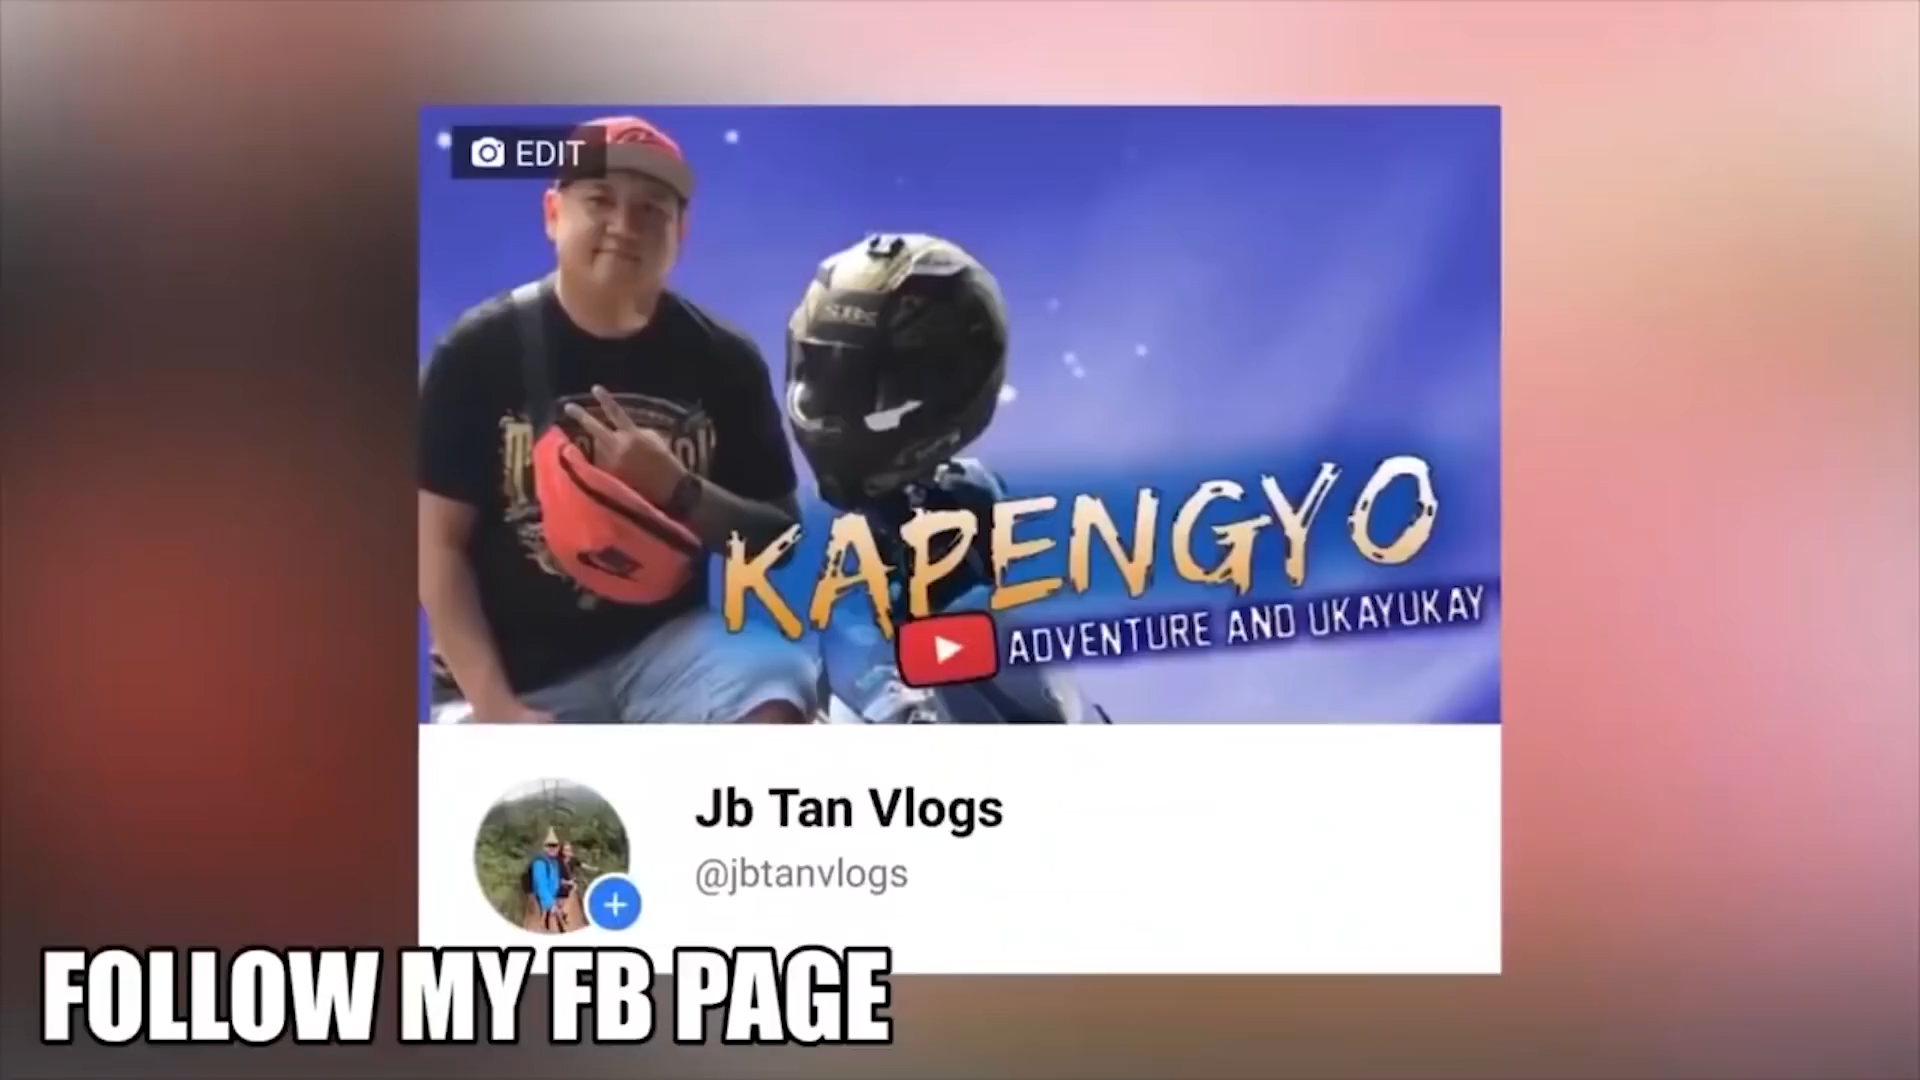 EDIT
KAPENGYO
ADVENTURE AND UKAYUKAY
Jb Tan Vlogs
@jbtanvlogs
FOLLOW MY FB PAGE